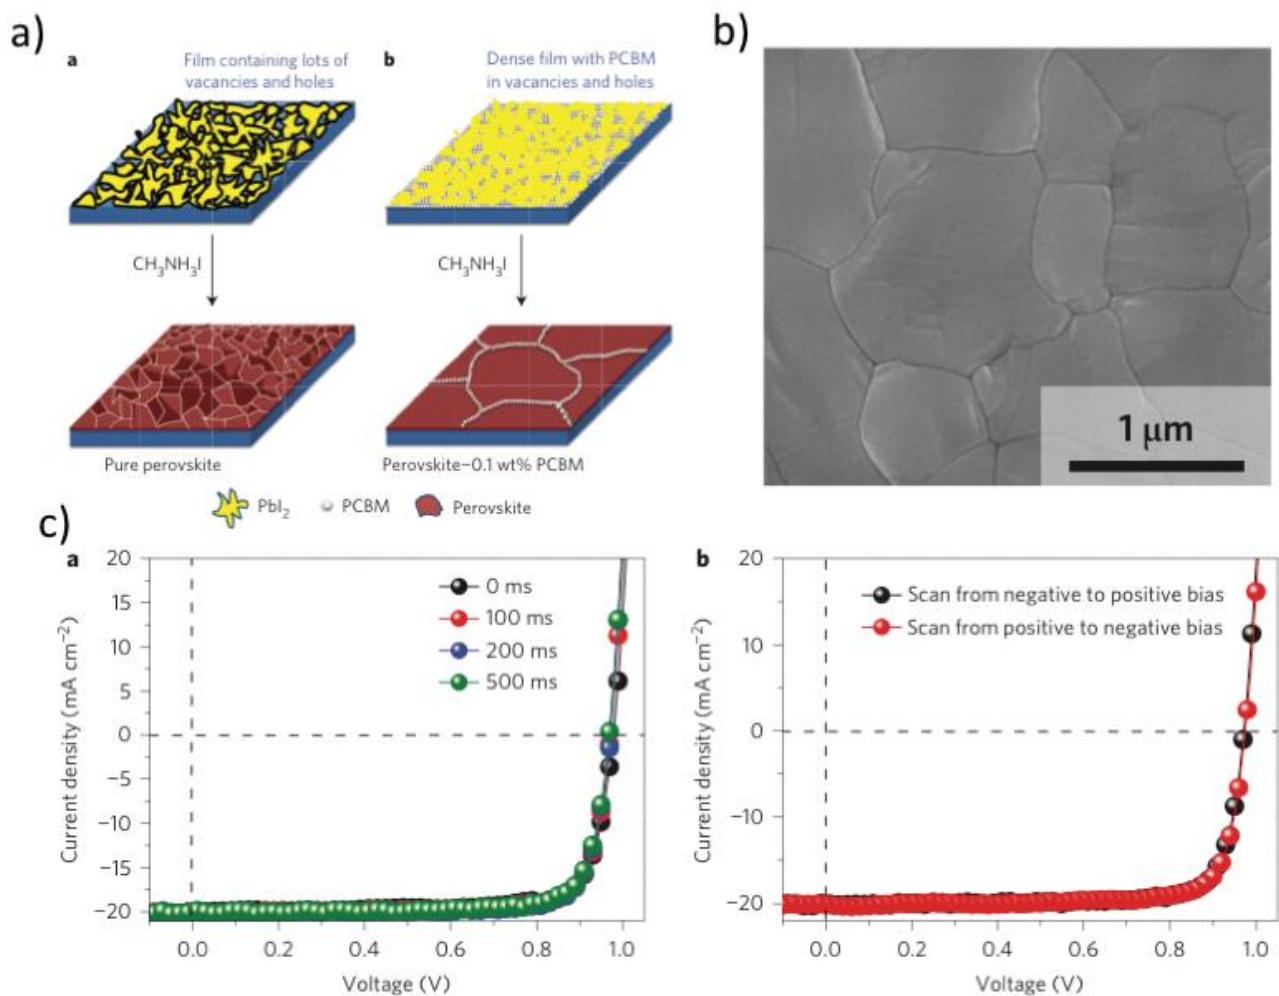 a)
a
Film containing lots of
vacancies and holes
b
Dense film with PCBM
in vacancies and holes
CH₃NH₃I
CH₃NH₃I
Pure perovskite
Perovskite–0.1 wt% PCBM
PbI₂
PCBM
Perovskite
b)
1 μm
c)
a
20
15
10
5
0
−5
−10
−15
−20
Current density (mA cm⁻²)
0 ms
100 ms
200 ms
500 ms
0.0
0.2
0.4
0.6
0.8
1.0
Voltage (V)
b
20
10
0
−10
−20
Current density (mA cm⁻²)
Scan from negative to positive bias
Scan from positive to negative bias
0.0
0.2
0.4
0.6
0.8
1.0
Voltage (V)